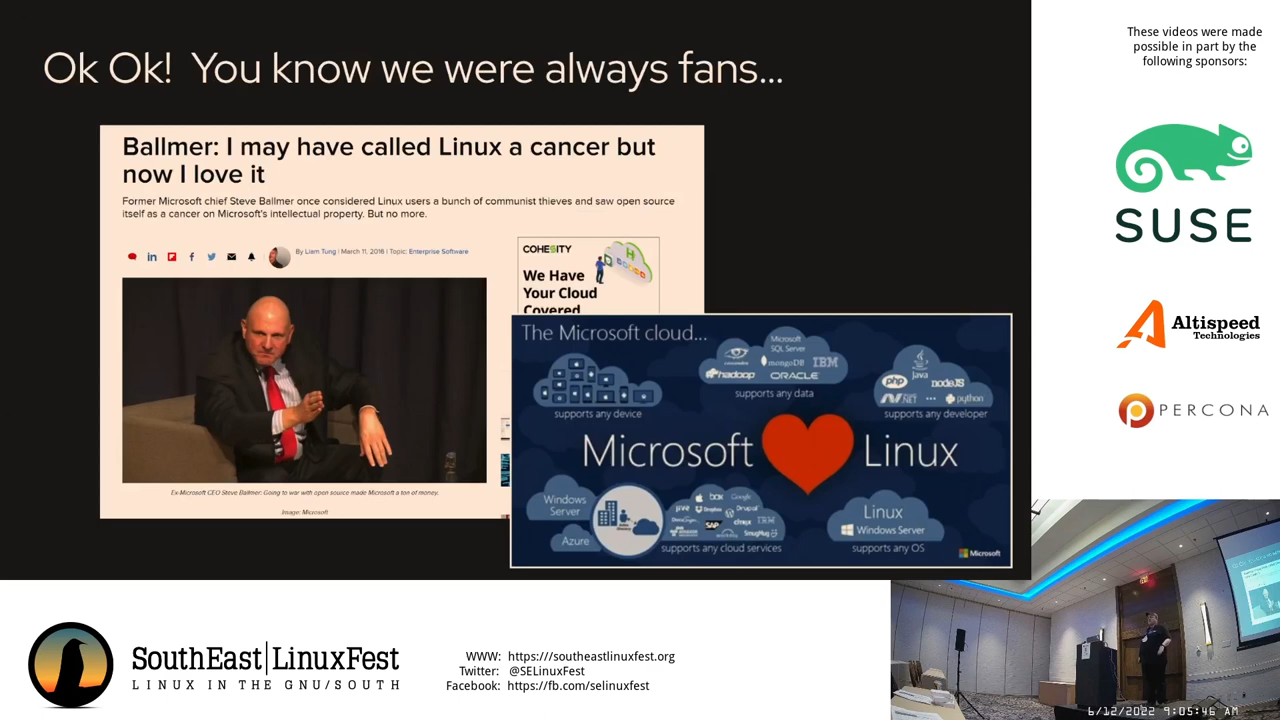 Ok Ok! You know we were always fans...
Ballmer: I may have called Linux a cancer but
now I love it
Former Microsoft chief Steve Ballmer once considered Linux users a bunch of communist thieves and saw open source
itself as a cancer on Microsoft's intellectual property. But no more.
By Liam Tung | March 11, 2016 | Topic: Enterprise Software
COHESITY
We Have
Your Cloud
Covered
Ex-Microsoft CEO Steve Ballmer: Going to war with open source made Microsoft a ton of money.
Image: Microsoft
The Microsoft cloud...
supports any device
Microsoft
SQL Server
mongoDB IBM
hadoop ORACLE
supports any data
java
php nodeJS
.NET ... python
supports any developer
Microsoft Linux
Windows
Server
Azure
box Google
jive Dropbox Drupal
SAP citrix IBM
SmugMug
supports any cloud services
Linux
Windows Server
supports any OS
Microsoft
These videos were made
possible in part by the
following sponsors:
SUSE
Altispeed
Technologies
PERCONA
SouthEast|LinuxFest
LINUX IN THE GNU/SOUTH
WWW: https:///southeastlinuxfest.org
Twitter: @SELinuxFest
Facebook: https://fb.com/selinuxfest
6/12/2022 9:05:46 AM